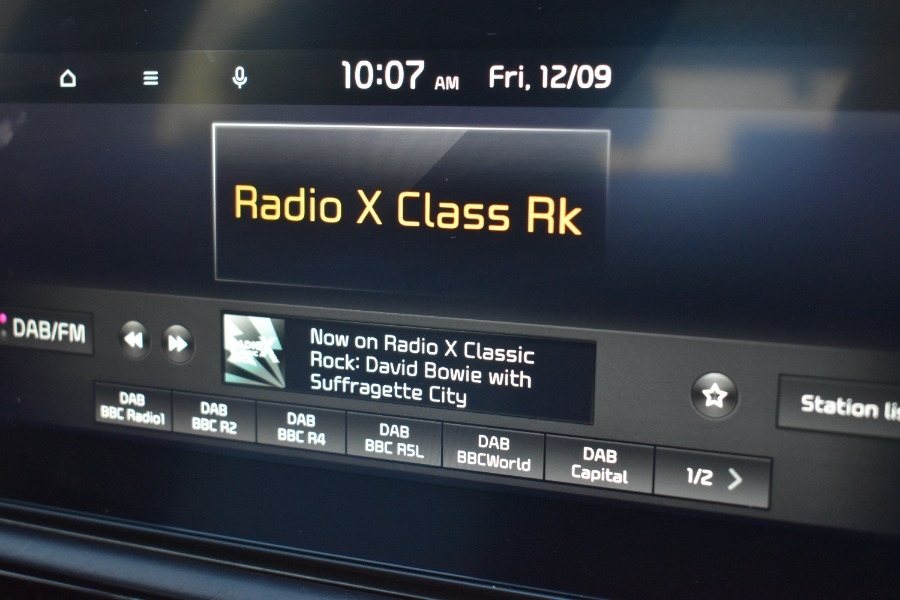 10:07 AM Fri, 12/09
Radio X Class Rk
DAB/FM
Now on Radio X Classic
Rock: David Bowie with
Suffragette City
DAB
BBC Radio1
DAB
BBC R2
DAB
BBC R4
DAB
BBC R5L
DAB
BBCWorld
DAB
Capital
1/2
Station